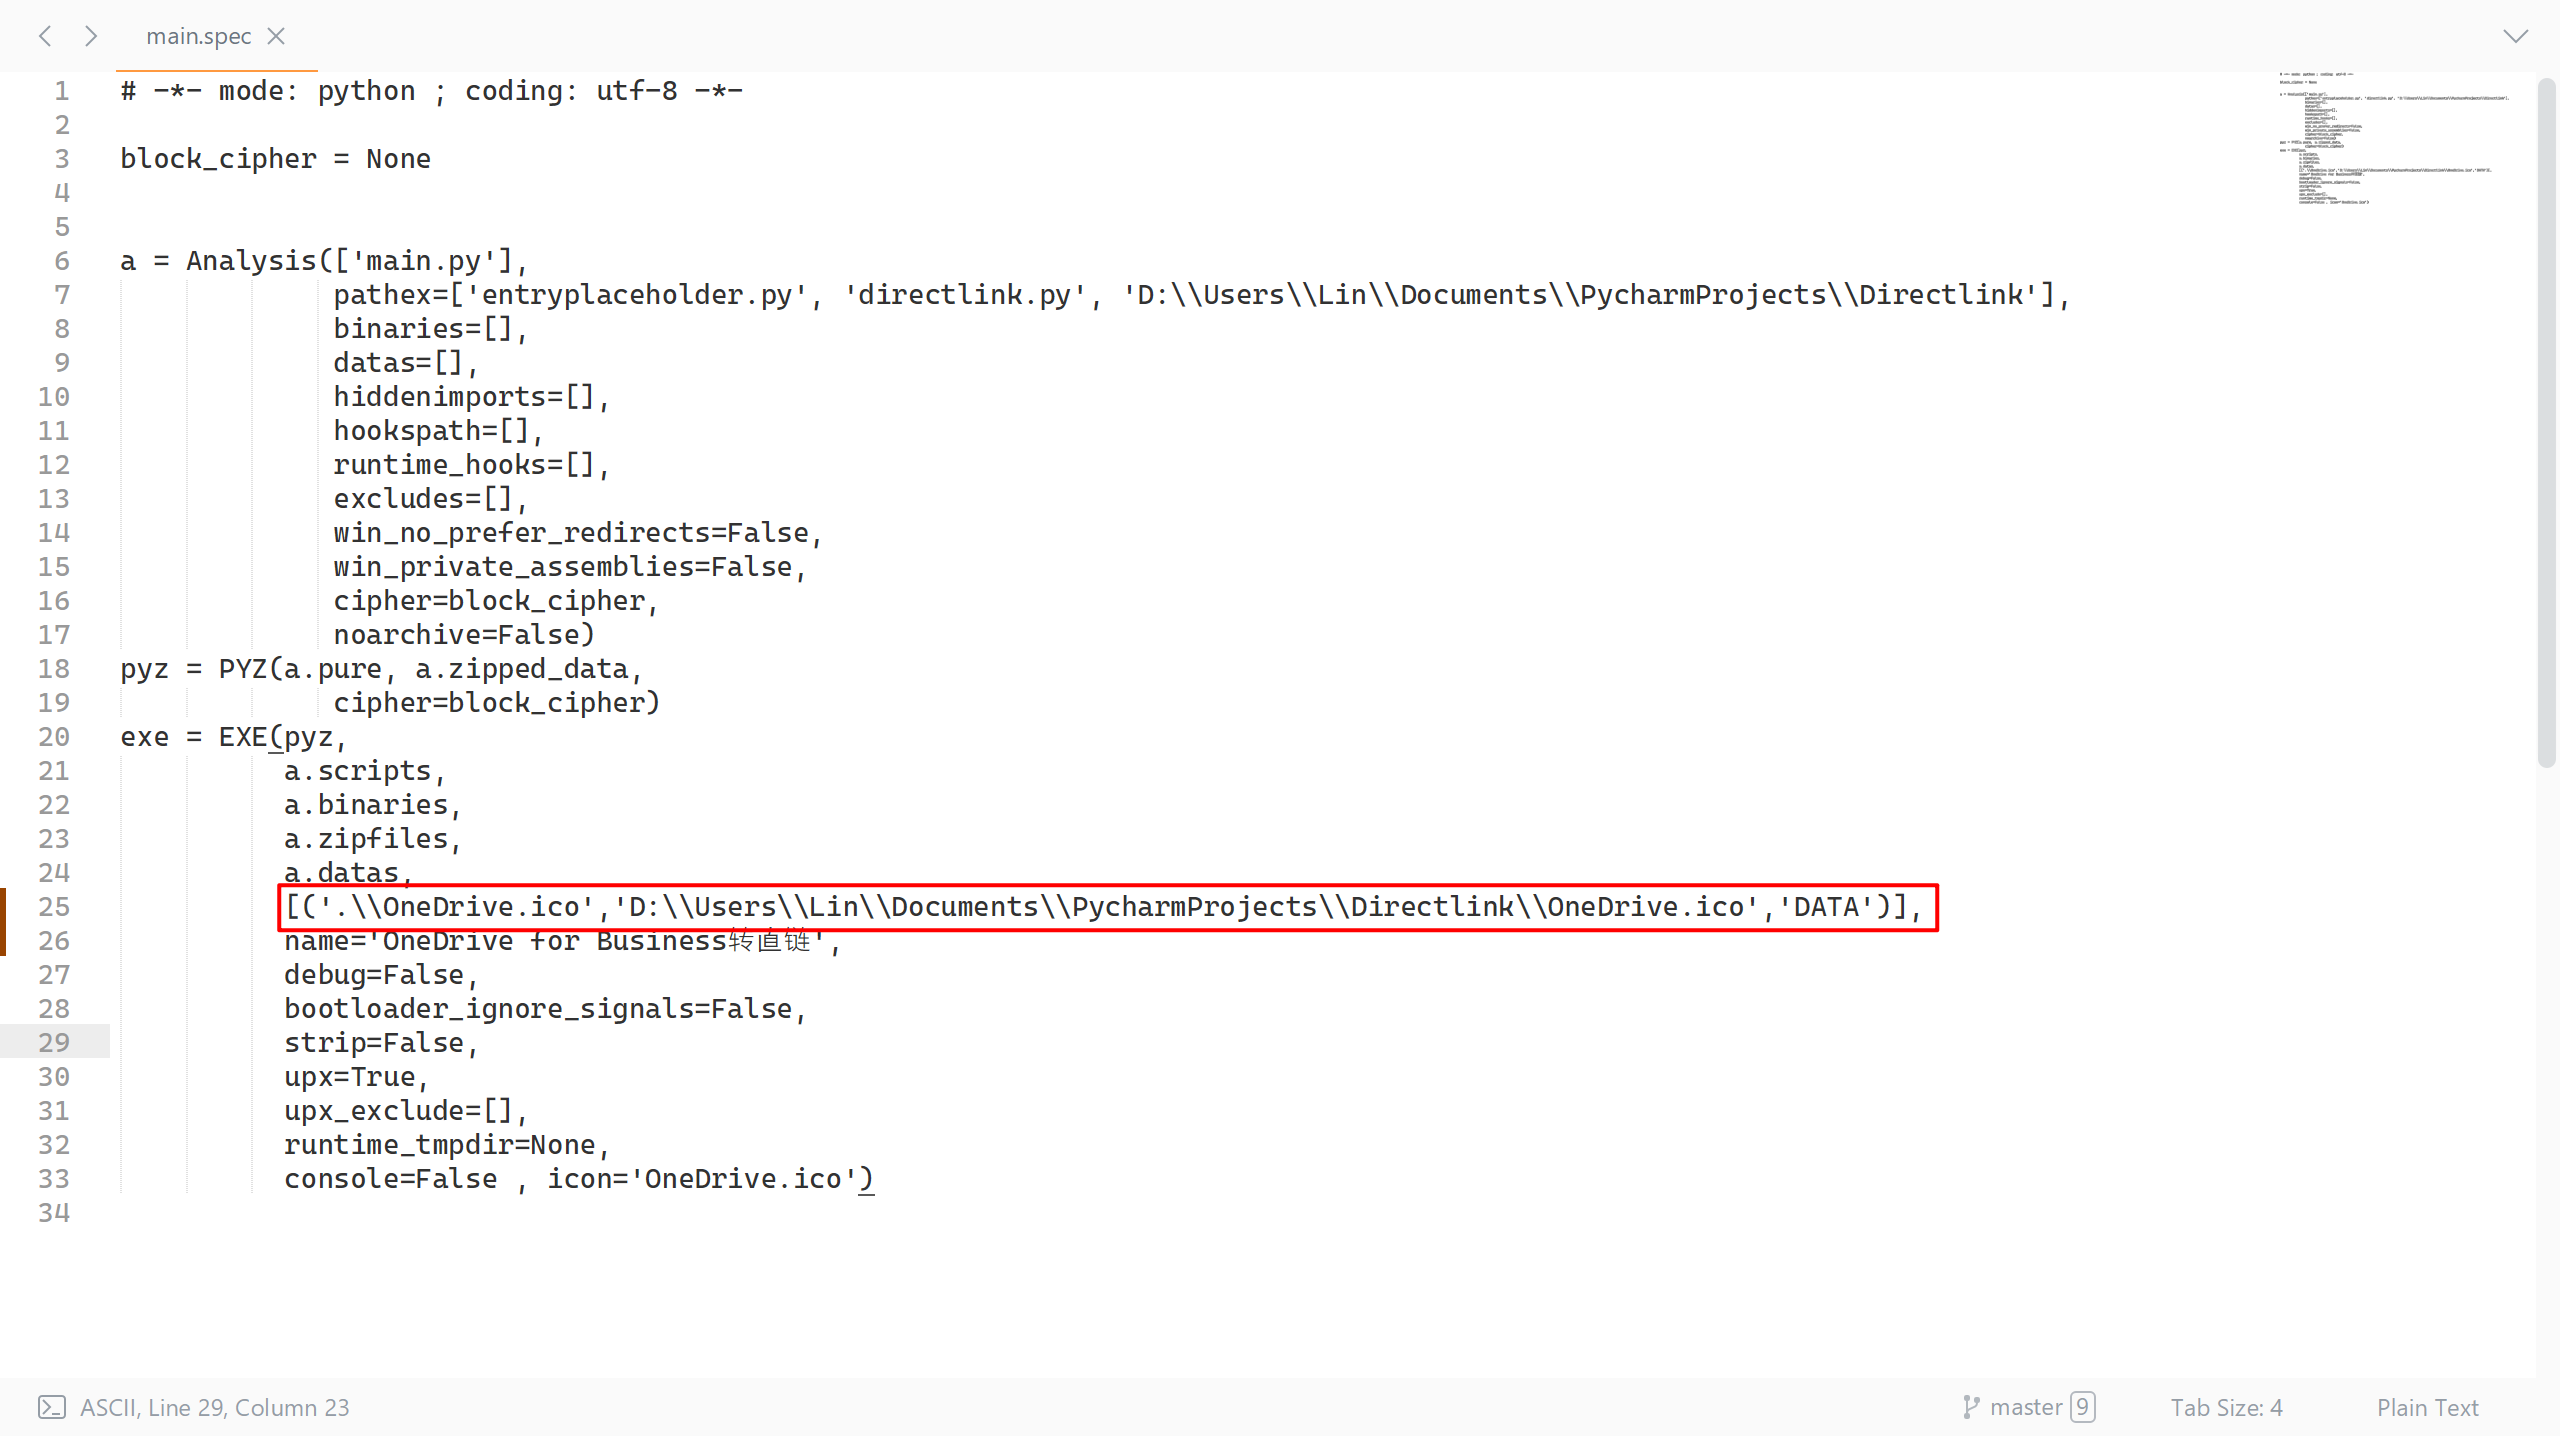 main.spec
1 # -*- mode: python ; coding: utf-8 -*-
2
3 block_cipher = None
4
5
6 a = Analysis(['main.py'],
7              pathex=['entryplaceholder.py', 'directlink.py', 'D:\\Users\\Lin\\Documents\\PycharmProjects\\Directlink'],
8              binaries=[],
9              datas=[],
10              hiddenimports=[],
11              hookspath=[],
12              runtime_hooks=[],
13              excludes=[],
14              win_no_prefer_redirects=False,
15              win_private_assemblies=False,
16              cipher=block_cipher,
17              noarchive=False)
18 pyz = PYZ(a.pure, a.zipped_data,
19              cipher=block_cipher)
20 exe = EXE(pyz,
21           a.scripts,
22           a.binaries,
23           a.zipfiles,
24           a.datas,
25           [('.\\OneDrive.ico','D:\\Users\\Lin\\Documents\\PycharmProjects\\Directlink\\OneDrive.ico','DATA')],
26           name='OneDrive for Business转直链',
27           debug=False,
28           bootloader_ignore_signals=False,
29           strip=False,
30           upx=True,
31           upx_exclude=[],
32           runtime_tmpdir=None,
33           console=False , icon='OneDrive.ico')
34
ASCII, Line 29, Column 23
master 9
Tab Size: 4
Plain Text